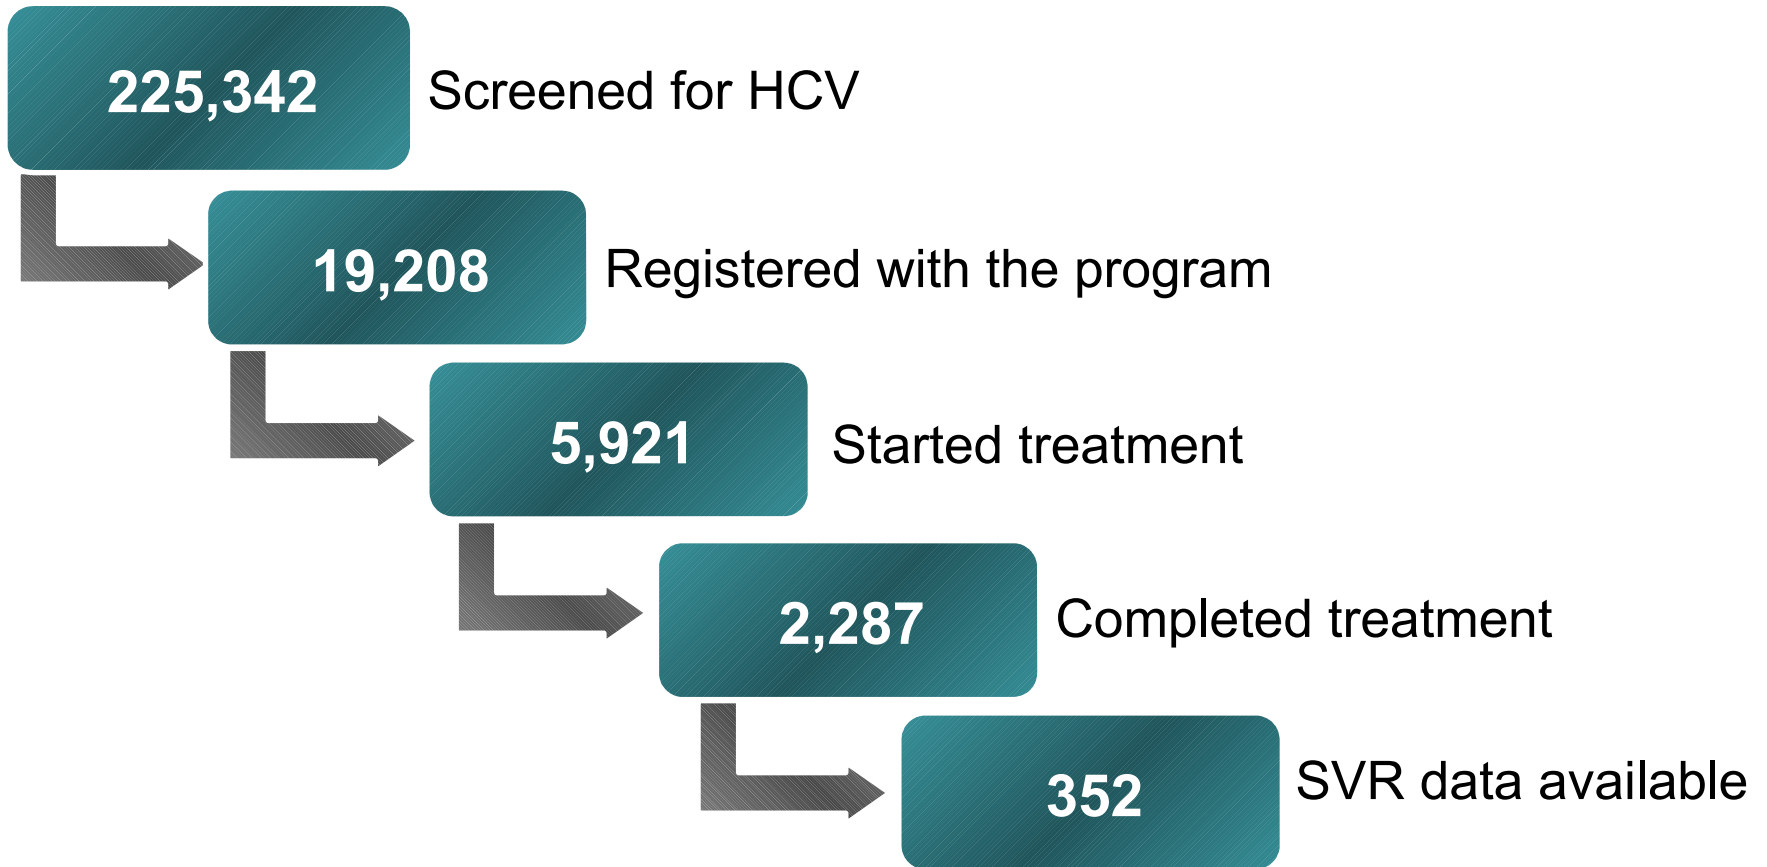 225,342
Screened for HCV
19,208
Registered with the program
5,921
Started treatment
2,287
Completed treatment
352
SVR data available